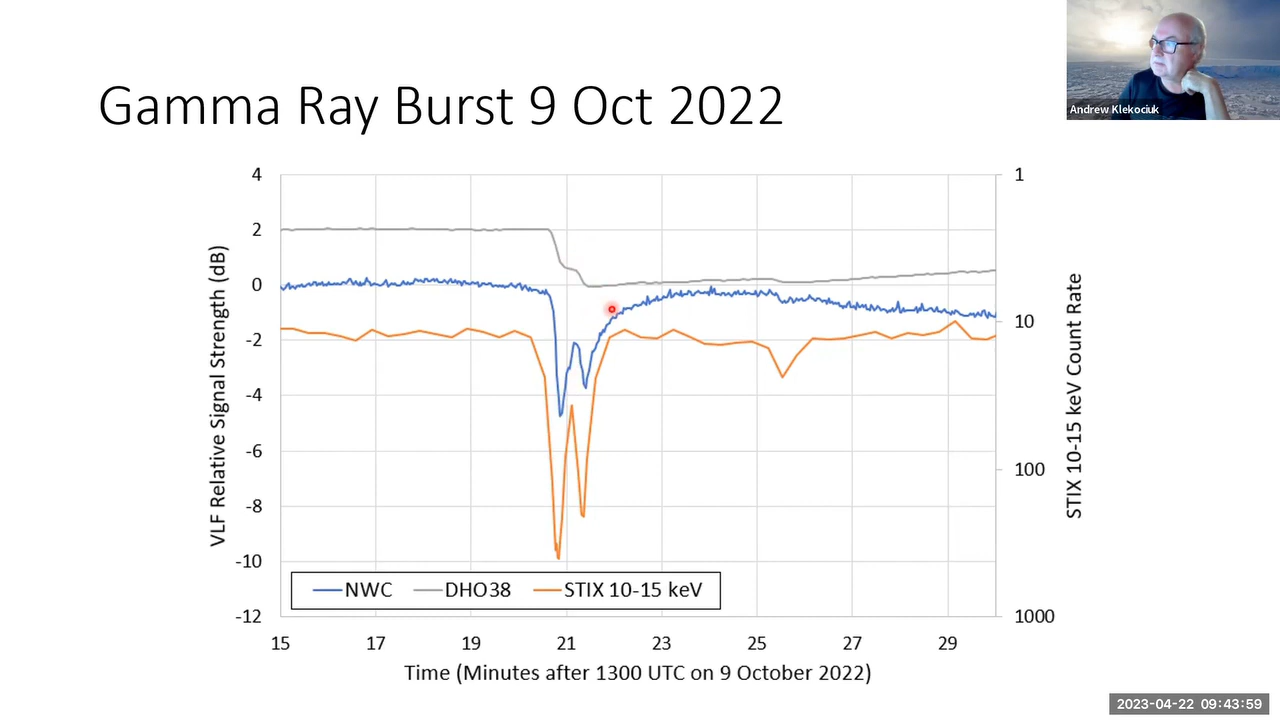 Gamma Ray Burst 9 Oct 2022
Andrew Klekociuk
4
2
0
-2
-4
-6
-8
-10
-12
VLF Relative Signal Strength (dB)
1
10
100
1000
STIX 10-15 keV Count Rate
NWC DHO38 STIX 10-15 keV
15 17 19 21 23 25 27 29
Time (Minutes after 1300 UTC on 9 October 2022)
2023-04-22 09:43:59